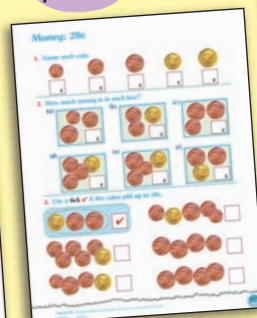 Money: 20c
1. Name each coin.
c c c c c
2. How much money is in each box?
(a) (b) (c)
c c c
(d) (e) (f)
c c c
3. Use a tick ✔ if the coins add up to 20c.
✔